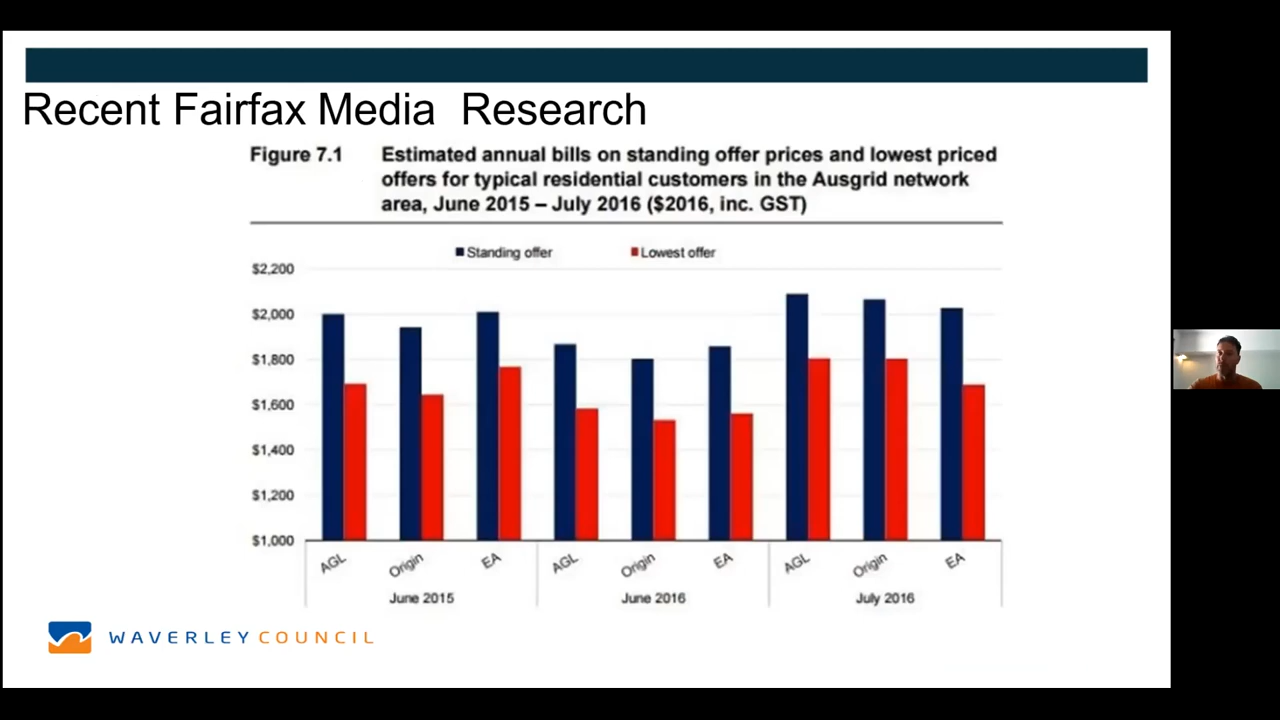 Recent Fairfax Media  Research
Figure 7.1 Estimated annual bills on standing offer prices and lowest priced
offers for typical residential customers in the Ausgrid network
area, June 2015 – July 2016 ($2016, inc. GST)
Standing offer Lowest offer
$2,200
$2,000
$1,800
$1,600
$1,400
$1,200
$1,000
AGL Origin EA AGL Origin EA AGL Origin EA
June 2015 June 2016 July 2016
WAVERLEY COUNCIL